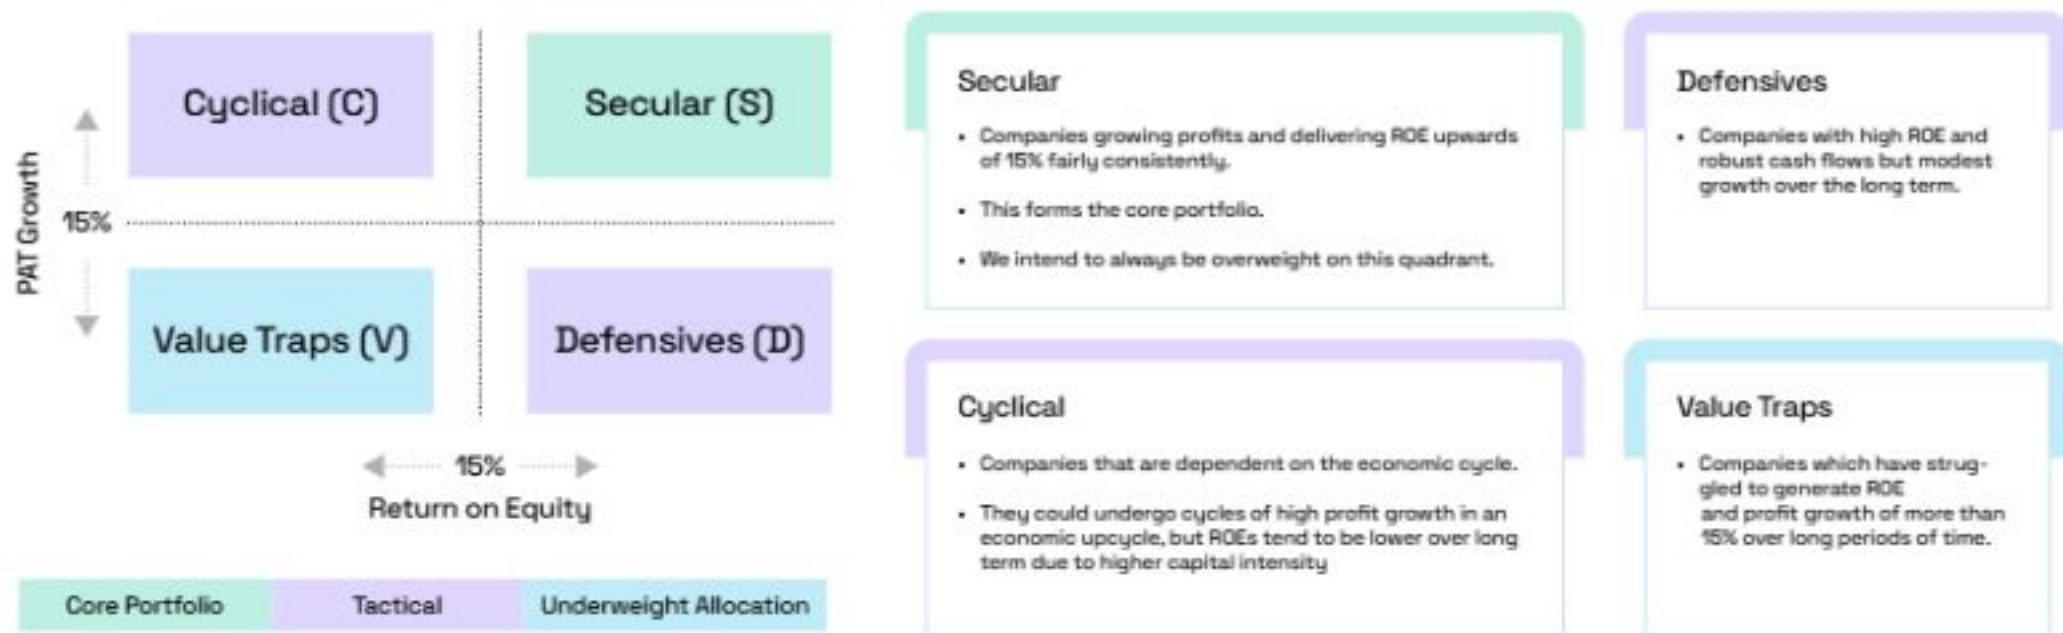 Cyclical (C)
Secular (S)
PAT Growth
15%
Value Traps (V)
Defensives (D)
15%
Return on Equity
Core Portfolio
Tactical
Underweight Allocation
Secular
• Companies growing profits and delivering ROE upwards
of 15% fairly consistently.
• This forms the core portfolio.
• We intend to always be overweight on this quadrant.
Defensives
• Companies with high ROE and
robust cash flows but modest
growth over the long term.
Cyclical
• Companies that are dependent on the economic cycle.
• They could undergo cycles of high profit growth in an
economic upcycle, but ROEs tend to be lower over long
term due to higher capital intensity
Value Traps
• Companies which have strug-
gled to generate ROE
and profit growth of more than
15% over long periods of time.